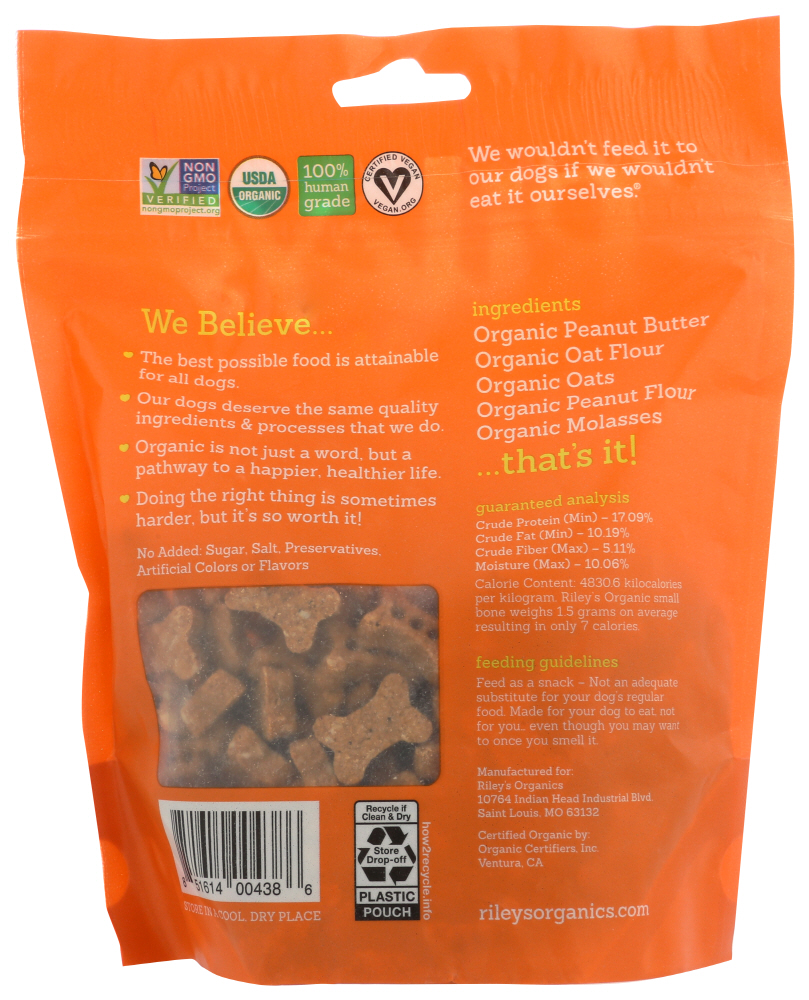 NON
GMO
Project
VERIFIED
nongmoproject.org
USDA
ORGANIC
100%
human
grade
CERTIFIED VEGAN
VEGAN.ORG
We wouldn't feed it to
our dogs if we wouldn't
eat it ourselves.®
We Believe...
The best possible food is attainable
for all dogs.
Our dogs deserve the same quality
ingredients & processes that we do.
Organic is not just a word, but a
pathway to a happier, healthier life.
Doing the right thing is sometimes
harder, but it's so worth it!
No Added: Sugar, Salt, Preservatives,
Artificial Colors or Flavors
ingredients
Organic Peanut Butter
Organic Oat Flour
Organic Oats
Organic Peanut Flour
Organic Molasses
...that's it!
guaranteed analysis
Crude Protein (Min) – 17.09%
Crude Fat (Min) – 10.19%
Crude Fiber (Max) – 5.11%
Moisture (Max) – 10.06%
Calorie Content: 4830.6 kilocalories
per kilogram. Riley's Organic small
bone weighs 1.5 grams on average
resulting in only 7 calories.
feeding guidelines
Feed as a snack – Not an adequate
substitute for your dog's regular
food. Made for your dog to eat, not
for you... even though you may want
to once you smell it.
Manufactured for:
Riley's Organics
10764 Indian Head Industrial Blvd.
Saint Louis, MO 63132
Certified Organic by:
Organic Certifiers, Inc.
Ventura, CA
rileysorganics.com
8 51614 00438 6
STORE IN A COOL, DRY PLACE
Recycle if
Clean & Dry
Store
Drop-off
PLASTIC
POUCH
how2recycle.info